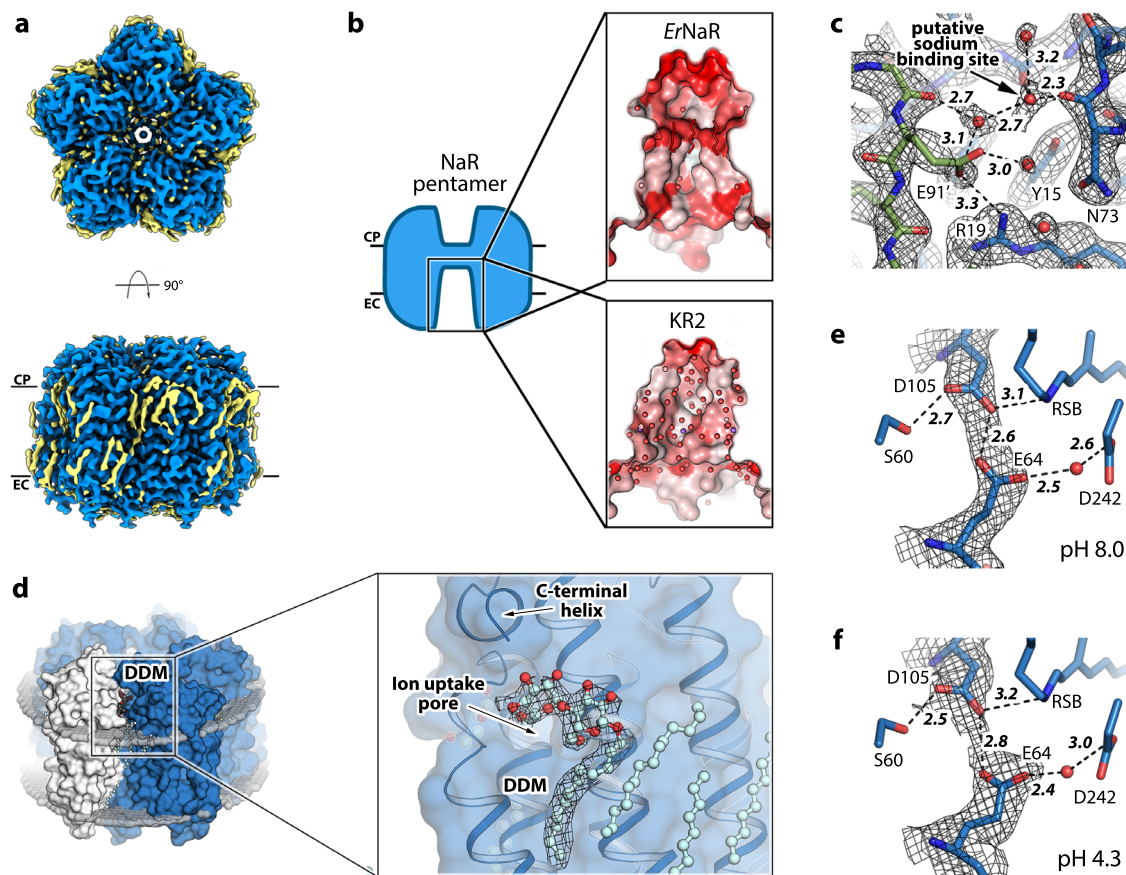 a
90°
CP
EC
b
NaR
pentamer
CP
EC
ErNaR
KR2
c
putative
sodium
binding site
3.2
2.3
2.7
2.7
3.1
3.0
E91′
3.3
Y15
R19
N73
d
DDM
C-terminal
helix
Ion uptake
pore
DDM
e
D105
3.1
RSB
2.7
S60
2.6
E64
2.6
2.5
D242
pH 8.0
f
D105
3.2
RSB
2.5
S60
2.8
E64
3.0
2.4
D242
pH 4.3